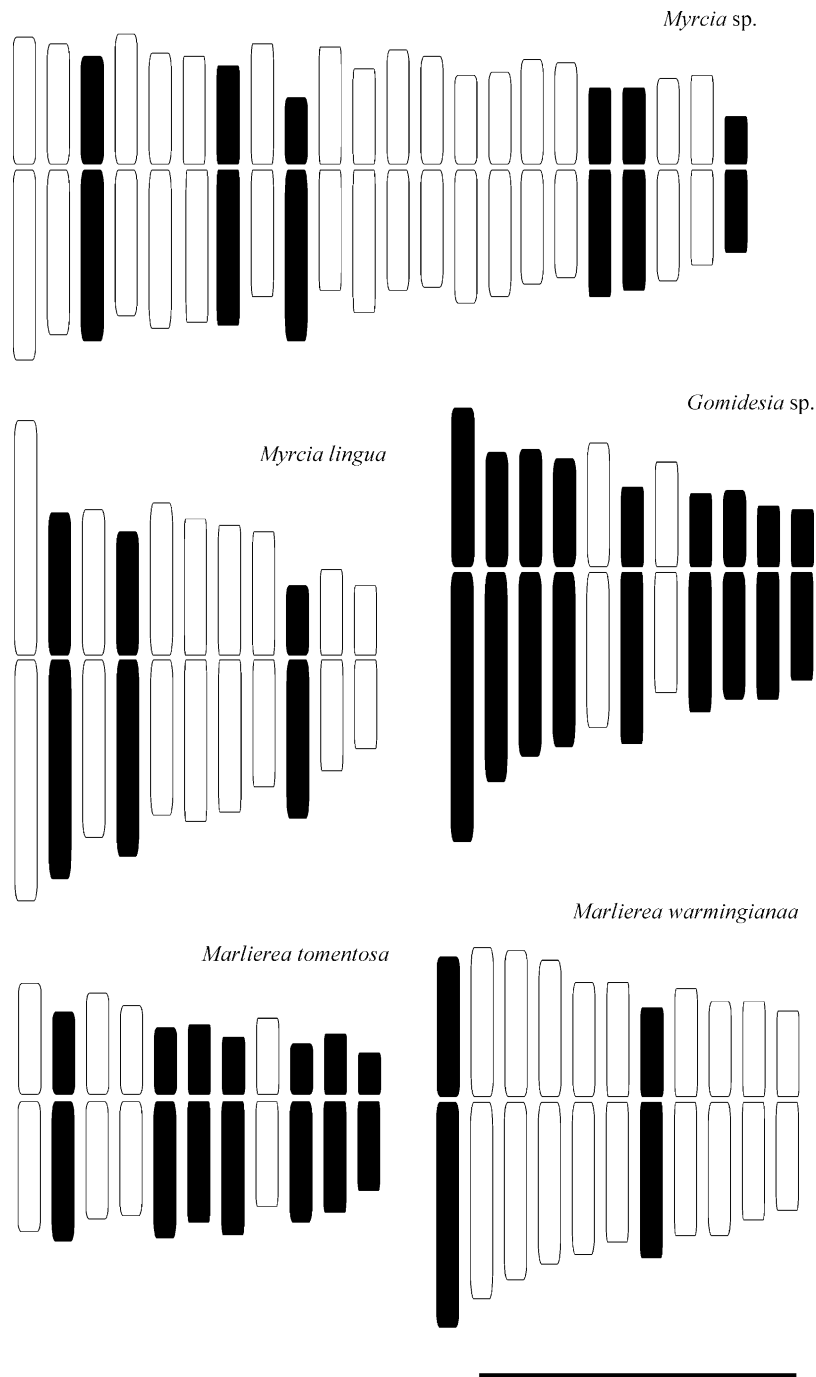 Myrcia sp.
Gomidesia sp.
Myrcia lingua
Marlierea warmingianaa
Marlierea tomentosa